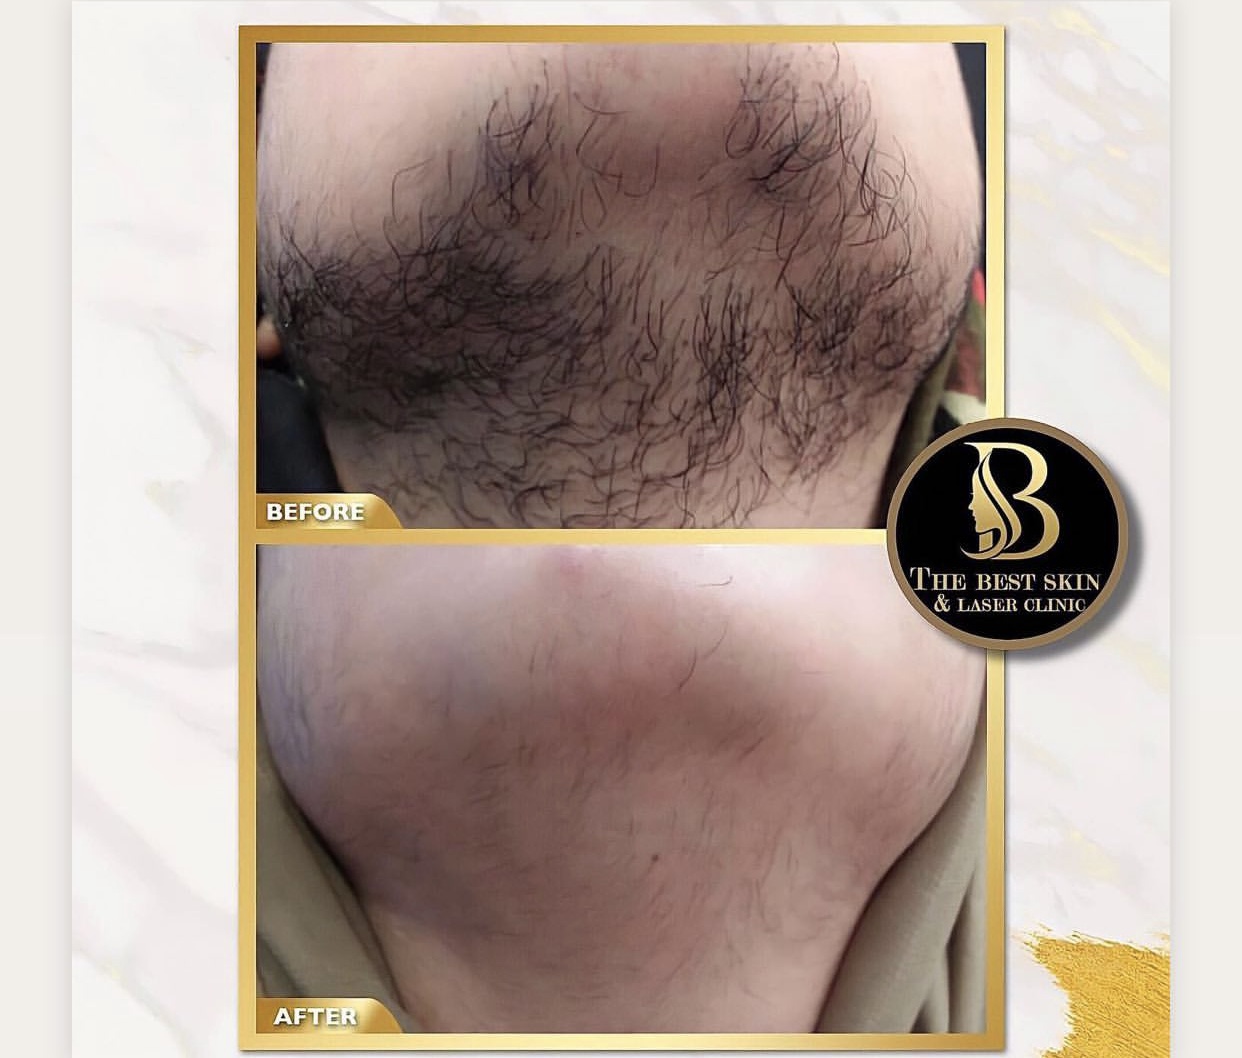 BEFORE
B
THE BEST SKIN
& LASER CLINIC
AFTER